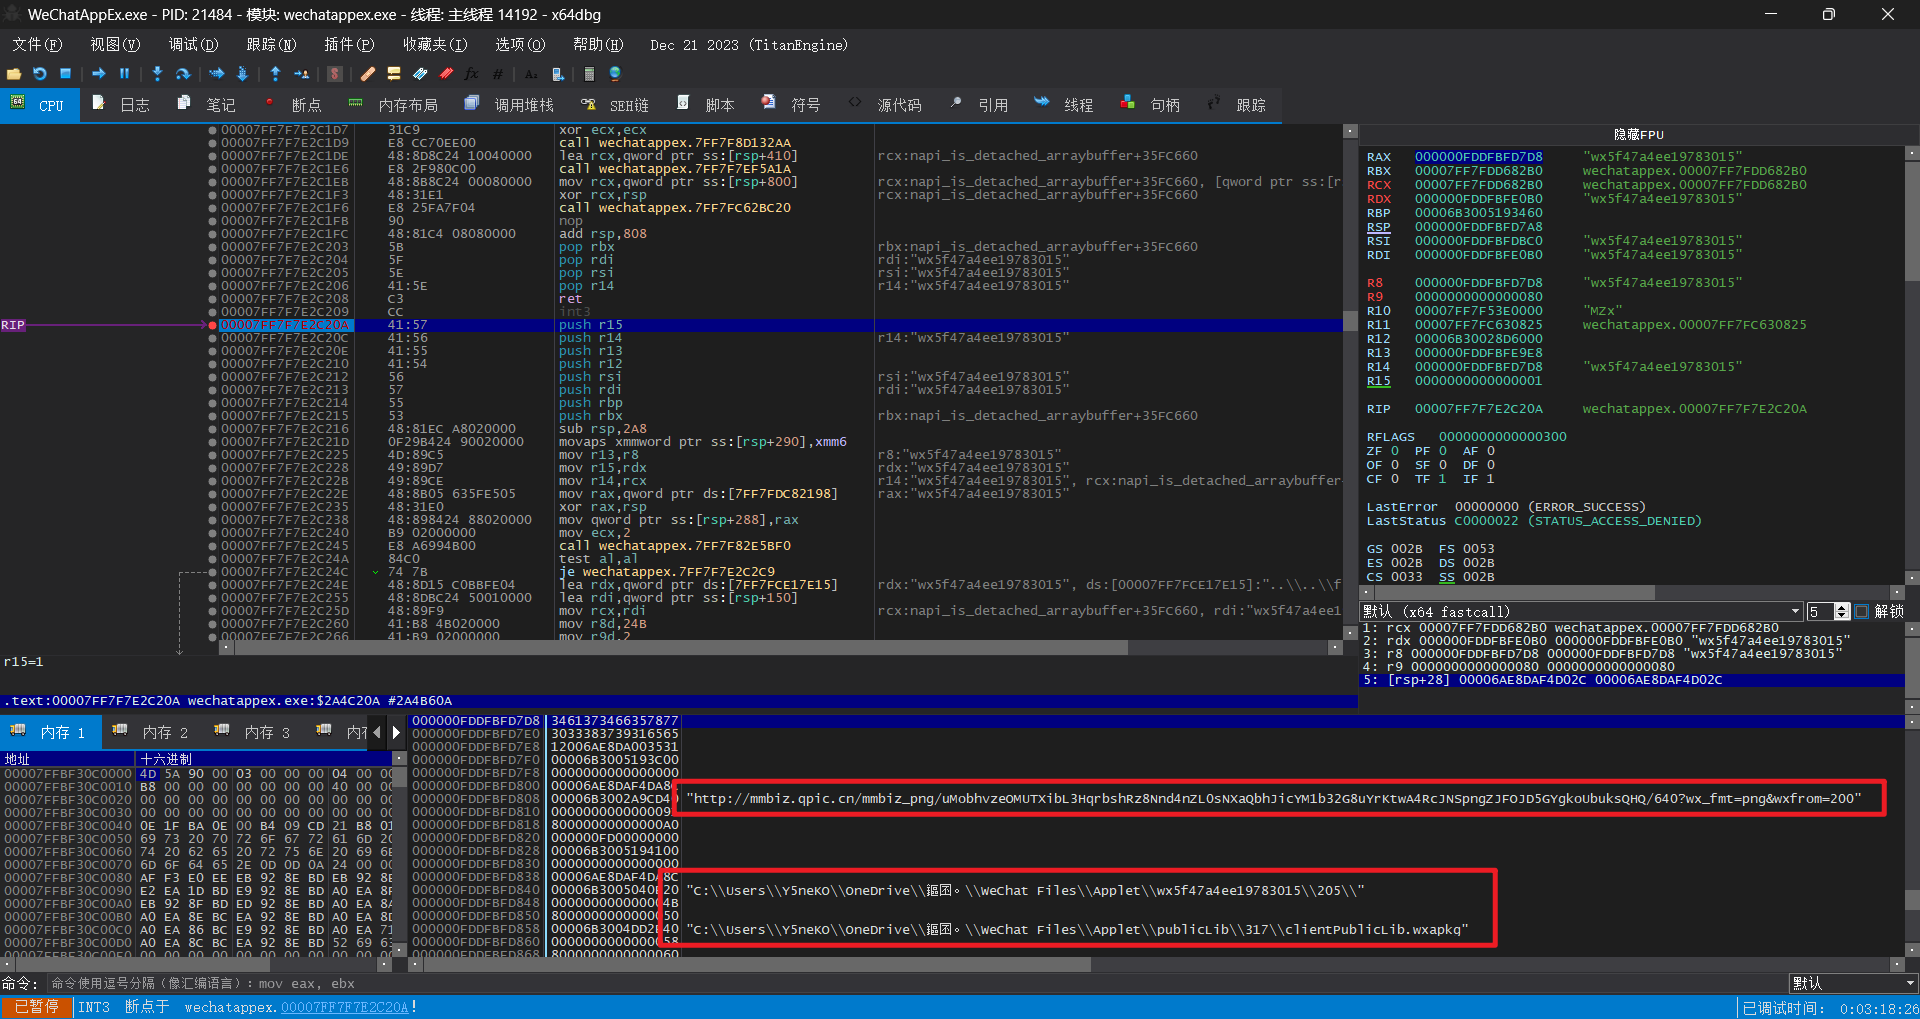 WeChatAppEx.exe - PID: 21484 - 模块: wechatappex.exe - 线程: 主线程 14192 - x64dbg
文件(F) 视图(V) 调试(D) 跟踪(N) 插件(P) 收藏夹(I) 选项(O) 帮助(H) Dec 21 2023 (TitanEngine)
CPU 日志 笔记 断点 内存布局 调用堆栈 SEH链 脚本 符号 源代码 引用 线程 句柄 跟踪
00007FF7F7E2C1D7 31C9 xor ecx,ecx
00007FF7F7E2C1D9 E8 CC70EE00 call wechatappex.7FF7F8D132AA
00007FF7F7E2C1DE 48:8D8C24 10040000 lea rcx,qword ptr ss:[rsp+410] rcx:napi_is_detached_arraybuffer+35FC660
00007FF7F7E2C1E6 E8 2F980C00 call wechatappex.7FF7F7EF5A1A
00007FF7F7E2C1EB 48:8B8C24 00080000 mov rcx,qword ptr ss:[rsp+800] rcx:napi_is_detached_arraybuffer+35FC660, [qword ptr ss:[r
00007FF7F7E2C1F3 48:31E1 xor rcx,rsp rcx:napi_is_detached_arraybuffer+35FC660
00007FF7F7E2C1F6 E8 25FA7F04 call wechatappex.7FF7FC62BC20
00007FF7F7E2C1FB 90 nop
00007FF7F7E2C1FC 48:81C4 08080000 add rsp,808
00007FF7F7E2C203 5B pop rbx rbx:napi_is_detached_arraybuffer+35FC660
00007FF7F7E2C204 5F pop rdi rdi:"wx5f47a4ee19783015"
00007FF7F7E2C205 5E pop rsi rsi:"wx5f47a4ee19783015"
00007FF7F7E2C206 41:5E pop r14 r14:"wx5f47a4ee19783015"
00007FF7F7E2C208 C3 ret
00007FF7F7E2C209 CC int3
RIP 00007FF7F7E2C20A 41:57 push r15
00007FF7F7E2C20C 41:56 push r14 r14:"wx5f47a4ee19783015"
00007FF7F7E2C20E 41:55 push r13
00007FF7F7E2C210 41:54 push r12
00007FF7F7E2C212 56 push rsi rsi:"wx5f47a4ee19783015"
00007FF7F7E2C213 57 push rdi rdi:"wx5f47a4ee19783015"
00007FF7F7E2C214 55 push rbp
00007FF7F7E2C215 53 push rbx rbx:napi_is_detached_arraybuffer+35FC660
00007FF7F7E2C216 48:81EC A8020000 sub rsp,2A8
00007FF7F7E2C21D 0F29B424 90020000 movaps xmmword ptr ss:[rsp+290],xmm6
00007FF7F7E2C225 4D:89C5 mov r13,r8 r8:"wx5f47a4ee19783015"
00007FF7F7E2C228 49:89D7 mov r15,rdx rdx:"wx5f47a4ee19783015"
00007FF7F7E2C22B 49:89CE mov r14,rcx r14:"wx5f47a4ee19783015", rcx:napi_is_detached_arraybuffer
00007FF7F7E2C22E 48:8B05 635FE505 mov rax,qword ptr ds:[7FF7FDC82198] rax:"wx5f47a4ee19783015"
00007FF7F7E2C235 48:31E0 xor rax,rsp
00007FF7F7E2C238 48:898424 88020000 mov qword ptr ss:[rsp+288],rax
00007FF7F7E2C240 B9 02000000 mov ecx,2
00007FF7F7E2C245 E8 A6994B00 call wechatappex.7FF7F82E5BF0
00007FF7F7E2C24A 84C0 test al,al
00007FF7F7E2C24C 74 7B je wechatappex.7FF7F7E2C2C9
00007FF7F7E2C24E 48:8D15 C0BBFE04 lea rdx,qword ptr ds:[7FF7FCE17E15] rdx:"wx5f47a4ee19783015", ds:[00007FF7FCE17E15]:"..\\..\\f
00007FF7F7E2C255 48:8DBC24 50010000 lea rdi,qword ptr ss:[rsp+150]
00007FF7F7E2C25D 48:89F9 mov rcx,rdi rcx:napi_is_detached_arraybuffer+35FC660, rdi:"wx5f47a4ee1
00007FF7F7E2C260 41:B8 4B020000 mov r8d,24B
00007FF7F7E2C266 41:B9 02000000 mov r9d,2
隐藏FPU
RAX 000000FDDFBFD7D8 "wx5f47a4ee19783015"
RBX 00007FF7FDD682B0 wechatappex.00007FF7FDD682B0
RCX 00007FF7FDD682B0 wechatappex.00007FF7FDD682B0
RDX 000000FDDFBFE0B0 "wx5f47a4ee19783015"
RBP 00006B3005193460
RSP 000000FDDFBFD7A8
RSI 000000FDDFBFDBC0 "wx5f47a4ee19783015"
RDI 000000FDDFBFE0B0 "wx5f47a4ee19783015"
R8 000000FDDFBFD7D8 "wx5f47a4ee19783015"
R9 0000000000000080
R10 00007FF7F53E0000 "MZx"
R11 00007FF7FC630825 wechatappex.00007FF7FC630825
R12 00006B30028D6000
R13 000000FDDFBFE9E8
R14 000000FDDFBFD7D8 "wx5f47a4ee19783015"
R15 0000000000000001
RIP 00007FF7F7E2C20A wechatappex.00007FF7F7E2C20A
RFLAGS 0000000000000300
ZF 0 PF 0 AF 0
OF 0 SF 0 DF 0
CF 0 TF 1 IF 1
LastError 00000000 (ERROR_SUCCESS)
LastStatus C0000022 (STATUS_ACCESS_DENIED)
GS 002B FS 0053
ES 002B DS 002B
CS 0033 SS 002B
默认 (x64 fastcall) 5 解锁
1: rcx 00007FF7FDD682B0 wechatappex.00007FF7FDD682B0
2: rdx 000000FDDFBFE0B0 000000FDDFBFE0B0 "wx5f47a4ee19783015"
3: r8 000000FDDFBFD7D8 000000FDDFBFD7D8 "wx5f47a4ee19783015"
4: r9 0000000000000080 0000000000000080
5: [rsp+28] 00006AE8DAF4D02C 00006AE8DAF4D02C
r15=1
.text:00007FF7F7E2C20A wechatappex.exe:$2A4C20A #2A4B60A
内存 1 内存 2 内存 3 内存
地址 十六进制
00007FFBF30C0000 4D 5A 90 00 03 00 00 00 04 00 00
00007FFBF30C0010 B8 00 00 00 00 00 00 00 40 00 00
00007FFBF30C0020 00 00 00 00 00 00 00 00 00 00 00
00007FFBF30C0030 00 00 00 00 00 00 00 00 00 00 00
00007FFBF30C0040 0E 1F BA 0E 00 B4 09 CD 21 B8 01
00007FFBF30C0050 69 73 20 70 72 6F 67 72 61 6D 20
00007FFBF30C0060 74 20 62 65 20 72 75 6E 20 69 6E
00007FFBF30C0070 6D 6F 64 65 2E 0D 0D 0A 24 00 00
00007FFBF30C0080 AF F3 E0 EE EB 92 8E BD EB 92 8E
00007FFBF30C0090 E2 EA 1D BD E9 92 8E BD A0 EA 8F
00007FFBF30C00A0 EB 92 8F BD ED 92 8E BD A0 EA 8A
00007FFBF30C00B0 A0 EA 8E BC EA 92 8E BD A0 EA 8D
00007FFBF30C00C0 A0 EA 86 BC E9 92 8E BD A0 EA 71
00007FFBF30C00D0 A0 EA 8C BC EA 92 8E BD 52 69 63
00007FFBF30C00E0 00 00 00 00 00 00 00 00 00 00 00
000000FDDFBFD7D8 3461373466357877
000000FDDFBFD7E0 3033383739316565
000000FDDFBFD7E8 12006AE8DA003531
000000FDDFBFD7F0 00006B3005193C00
000000FDDFBFD7F8 0000000000000000
000000FDDFBFD800 00006AE8DAF4DA8C
000000FDDFBFD808 00006B3002A9CD40 "http://mmbiz.qpic.cn/mmbiz_png/uMobhvzeOMUTXibL3HqrbshRz8Nnd4nZL0sNXaQbhJicYM1b32G8uYrKtwA4RcJNSpngZJFOJD5GYgkoUbuksQHQ/640?wx_fmt=png&wxfrom=200"
000000FDDFBFD810
000000FDDFBFD818 80000000000000A0
000000FDDFBFD820 000000FD00000000
000000FDDFBFD828 00006B3005194100
000000FDDFBFD830 0000000000000000
000000FDDFBFD838 00006AE8DAF4DA8C
000000FDDFBFD840 00006B3005040B20 "C:\\Users\\Y5neKO\\OneDrive\\鏂囨。\\WeChat Files\\Applet\\wx5f47a4ee19783015\\205\\"
000000FDDFBFD848 000000000000004B
000000FDDFBFD850 8000000000000050
000000FDDFBFD858 00006B3004DD2B40 "C:\\Users\\Y5neKO\\OneDrive\\鏂囨。\\WeChat Files\\Applet\\publicLib\\317\\clientPublicLib.wxapkg"
000000FDDFBFD860 0000000000000058
000000FDDFBFD868 8000000000000060
命令: 命令使用逗号分隔（像汇编语言）: mov eax, ebx 默认
已暂停 INT3 断点于 wechatappex.00007FF7F7E2C20A! 已调试时间: 0:03:18:26